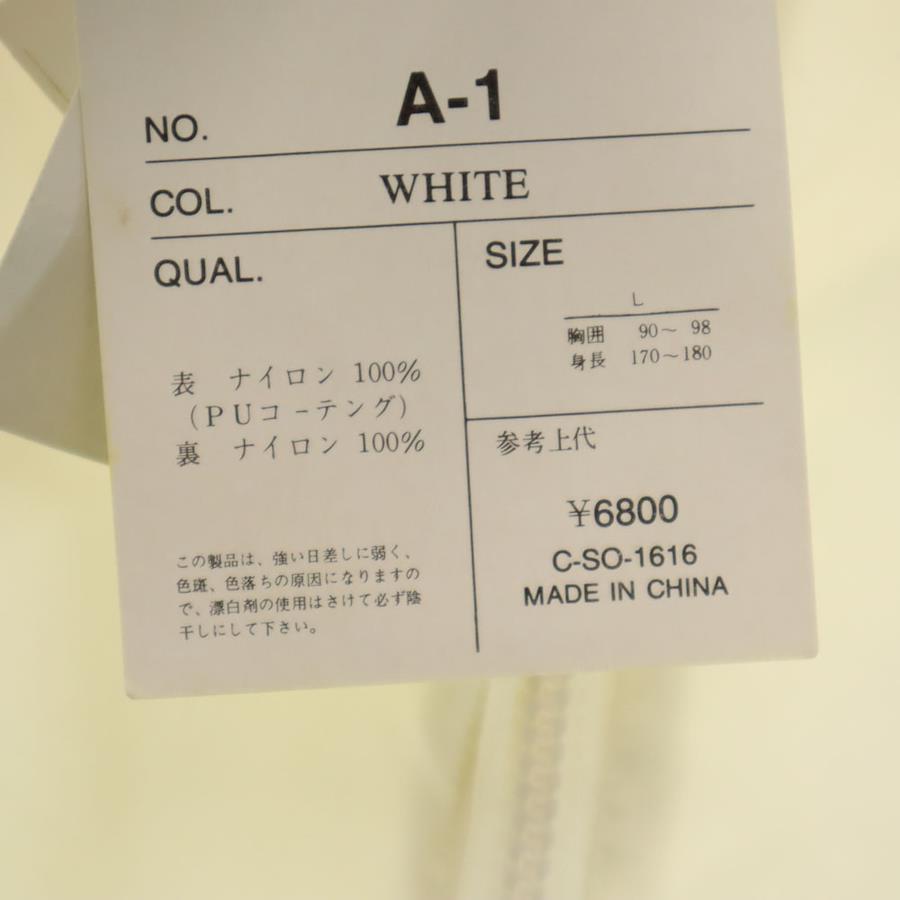 NO. A-1
COL. WHITE
QUAL.
表 ナイロン 100%
(PUコーテング)
裏 ナイロン 100%
この製品は、強い日差しに弱く、
色斑、色落ちの原因になりますの
で、漂白剤の使用はさけて必ず陰
干しにして下さい。
SIZE
L
胸囲 90～ 98
身長 170～180
参考上代
¥6800
C-SO-1616
MADE IN CHINA